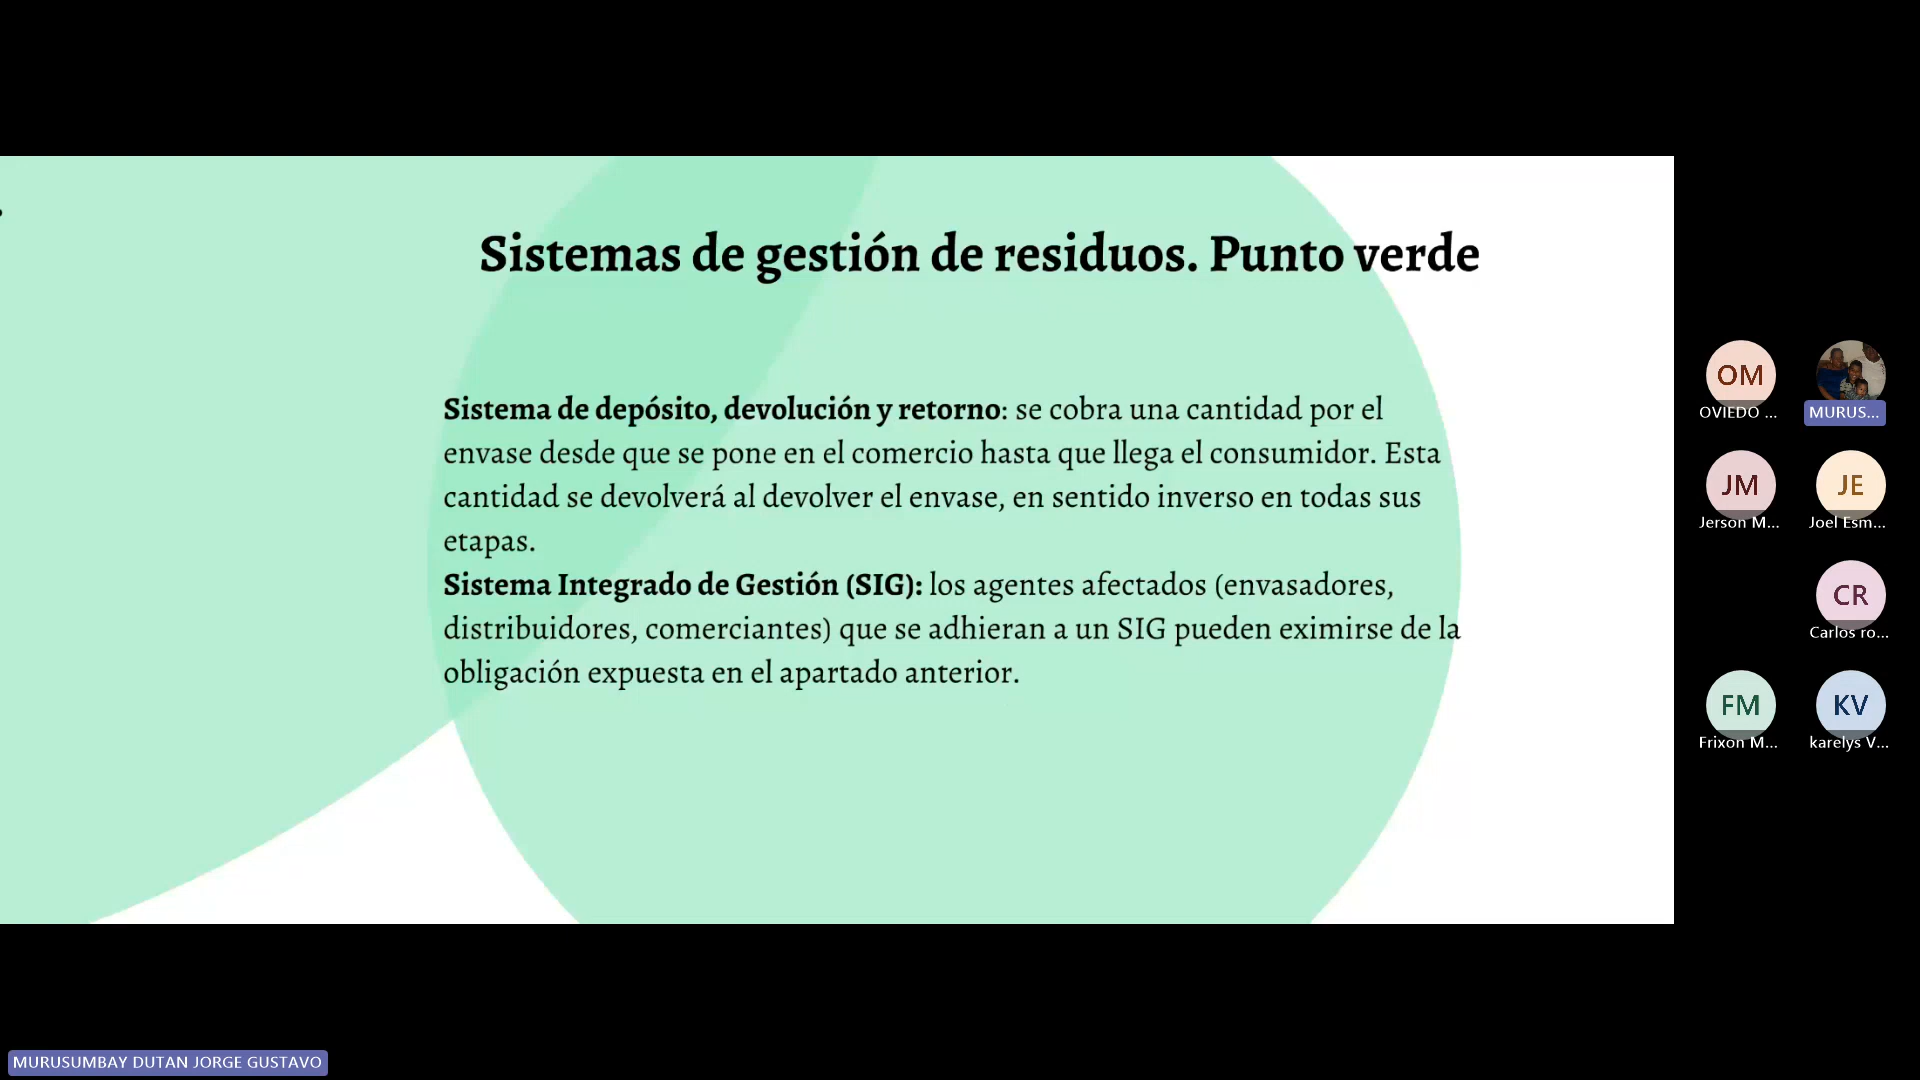 Sistemas de gestión de residuos. Punto verde
Sistema de depósito, devolución y retorno: se cobra una cantidad por el
envase desde que se pone en el comercio hasta que llega el consumidor. Esta
cantidad se devolverá al devolver el envase, en sentido inverso en todas sus
etapas.
Sistema Integrado de Gestión (SIG): los agentes afectados (envasadores,
distribuidores, comerciantes) que se adhieran a un SIG pueden eximirse de la
obligación expuesta en el apartado anterior.
OM
OVIEDO ...
MURUS...
JM
Jerson M...
JE
Joel Esm...
CR
Carlos ro...
FM
Frixon M...
KV
karelys V...
MURUSUMBAY DUTAN JORGE GUSTAVO